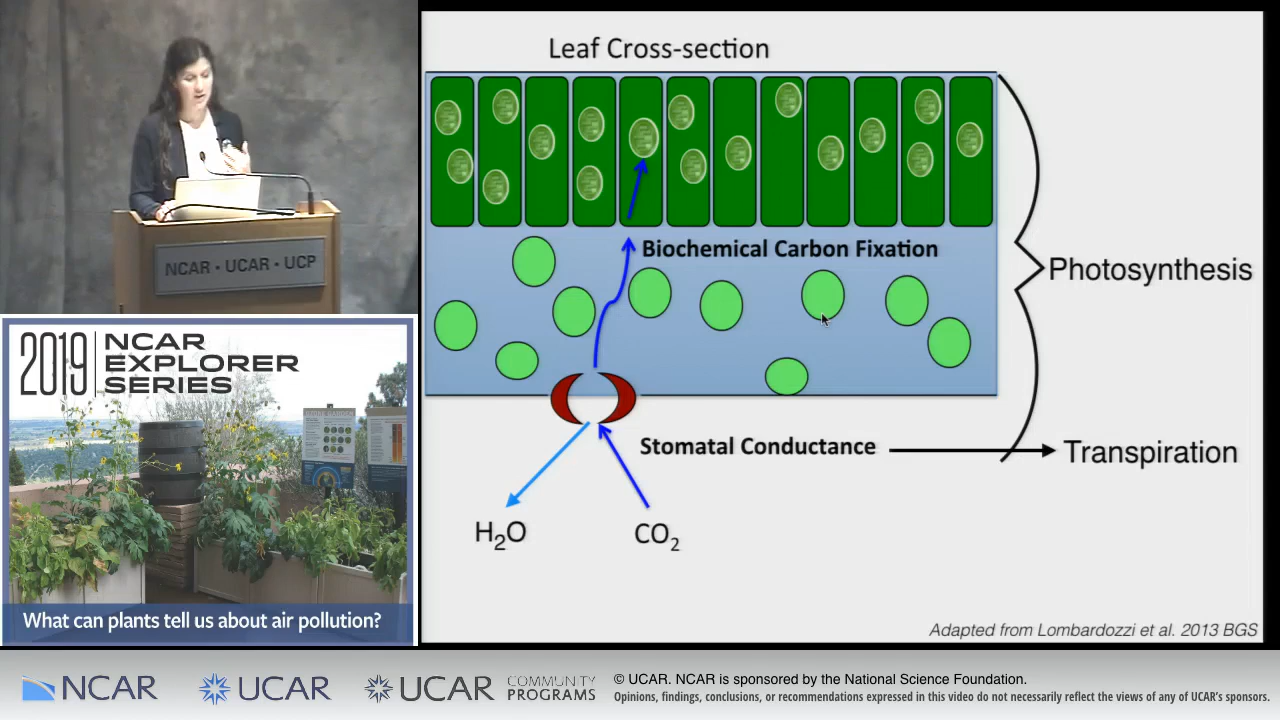 Leaf Cross-section
Biochemical Carbon Fixation
Photosynthesis
Stomatal Conductance
Transpiration
H₂O
CO₂
Adapted from Lombardozzi et al. 2013 BGS
NCAR • UCAR • UCP
2019 NCAR
EXPLORER
SERIES
What can plants tell us about air pollution?
NCAR
UCAR
UCAR
COMMUNITY
PROGRAMS
© UCAR. NCAR is sponsored by the National Science Foundation.
Opinions, findings, conclusions, or recommendations expressed in this video do not necessarily reflect the views of any of UCAR's sponsors.